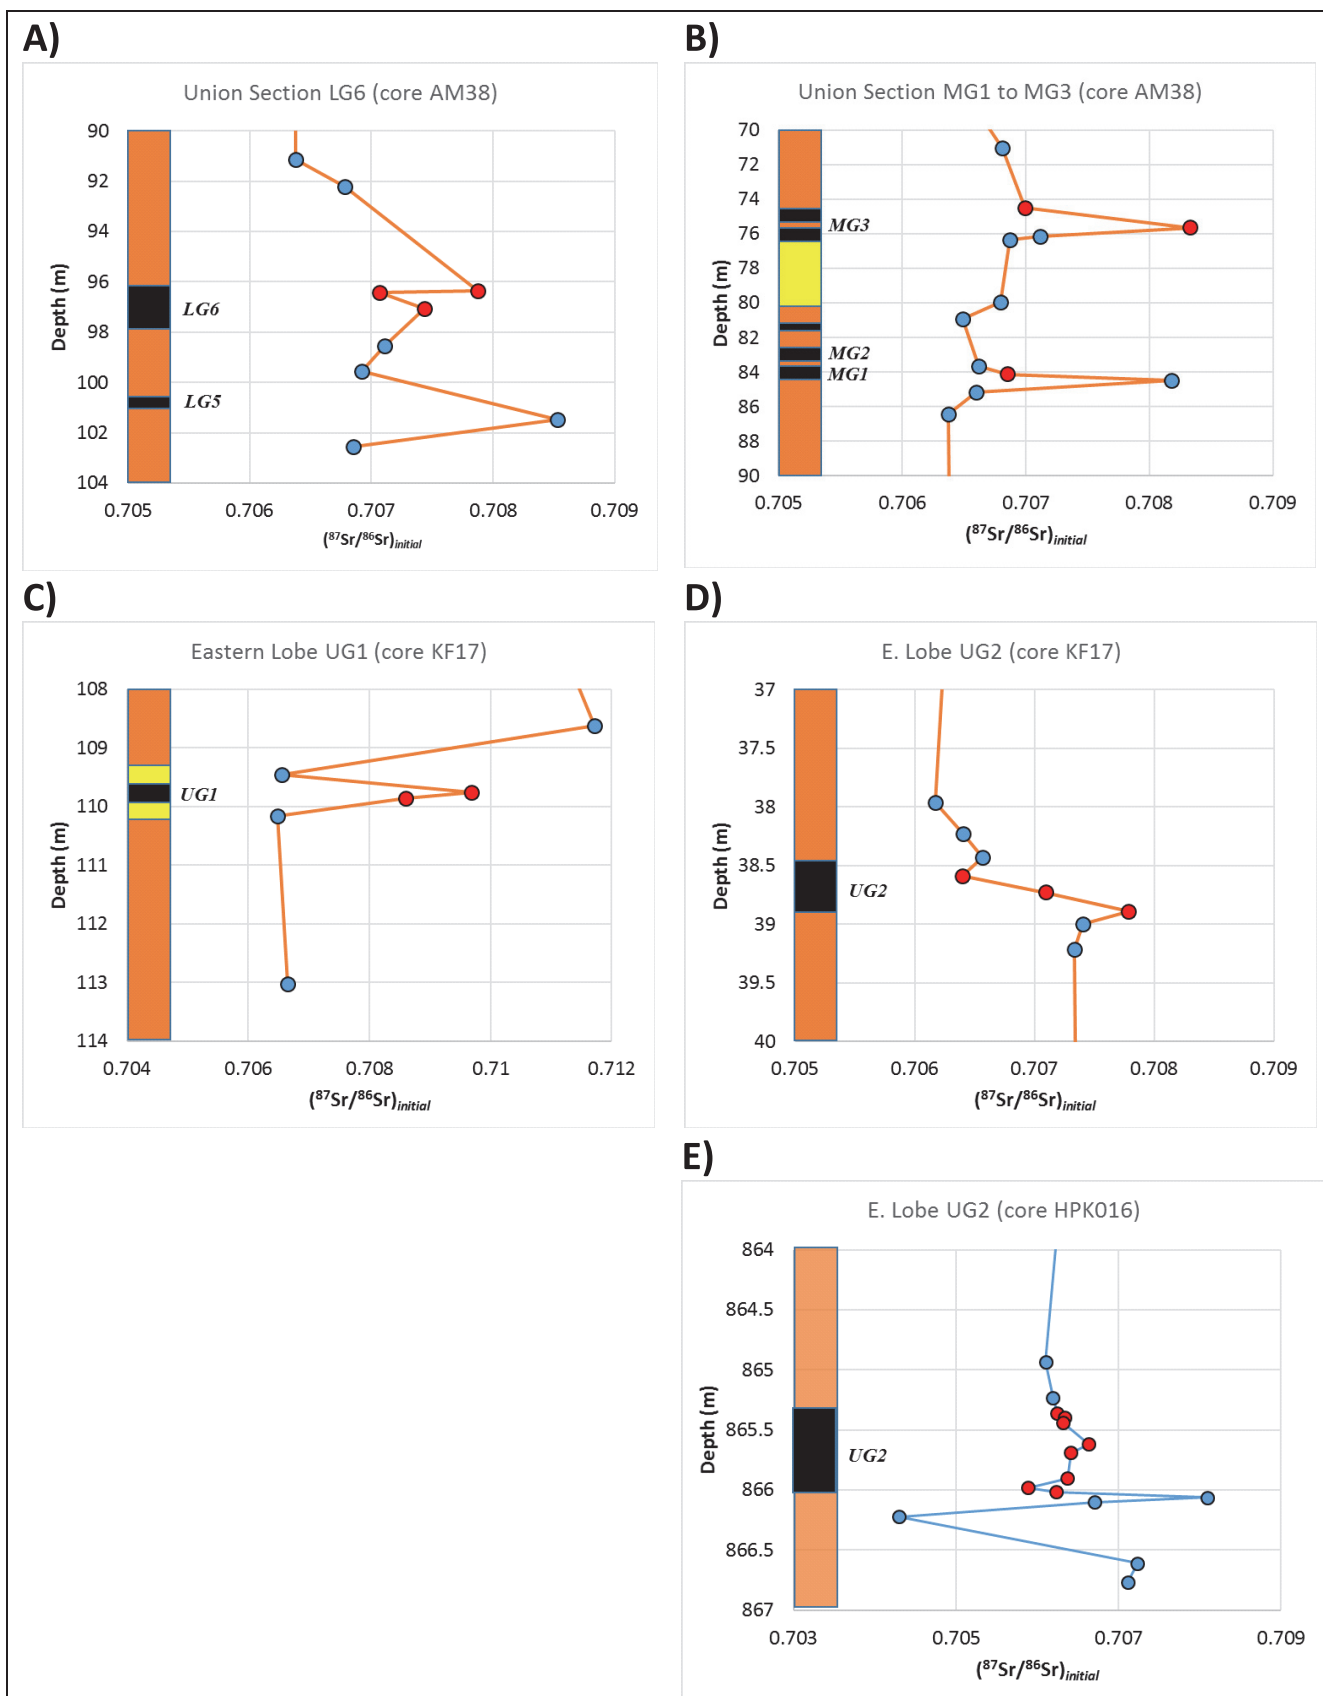 A)
Union Section LG6 (core AM38)
90
92
94
96
98
100
102
104
Depth (m)
LG6
LG5
0.705 0.706 0.707 0.708 0.709
(87Sr/86Sr)initial
B)
Union Section MG1 to MG3 (core AM38)
70
72
74
76
78
80
82
84
86
88
90
Depth (m)
MG3
MG2
MG1
0.705 0.706 0.707 0.708 0.709
(87Sr/86Sr)initial
C)
Eastern Lobe UG1 (core KF17)
108
109
110
111
112
113
114
Depth (m)
UG1
0.704 0.706 0.708 0.71 0.712
(87Sr/86Sr)initial
D)
E. Lobe UG2 (core KF17)
37
37.5
38
38.5
39
39.5
40
Depth (m)
UG2
0.705 0.706 0.707 0.708 0.709
(87Sr/86Sr)initial
E)
E. Lobe UG2 (core HPK016)
864
864.5
865
865.5
866
866.5
867
Depth (m)
UG2
0.703 0.705 0.707 0.709
(87Sr/86Sr)initial